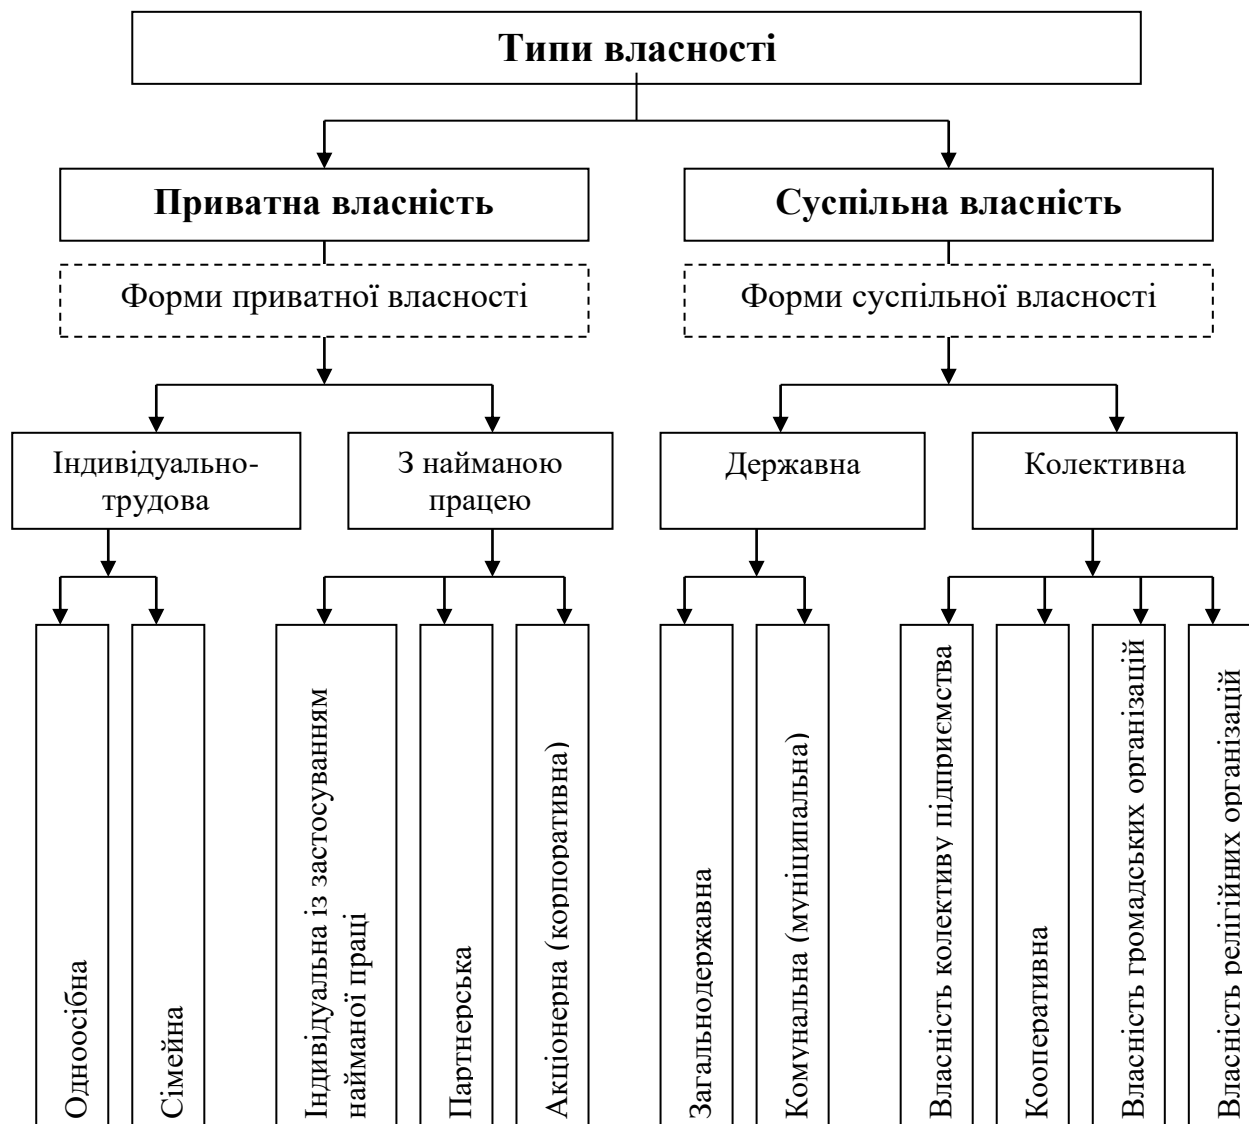 Типи власності
Приватна власність
Суспільна власність
Форми приватної власності
Форми суспільної власності
Індивідуально-
трудова
З найманою
працею
Державна
Колективна
Одноосібна
Сімейна
Індивідуальна із застосуванням
найманої праці
Партнерська
Акціонерна (корпоративна)
Загальнодержавна
Комунальна (муніципальна)
Власність колективу підприємства
Кооперативна
Власність громадських організацій
Власність релігійних організацій